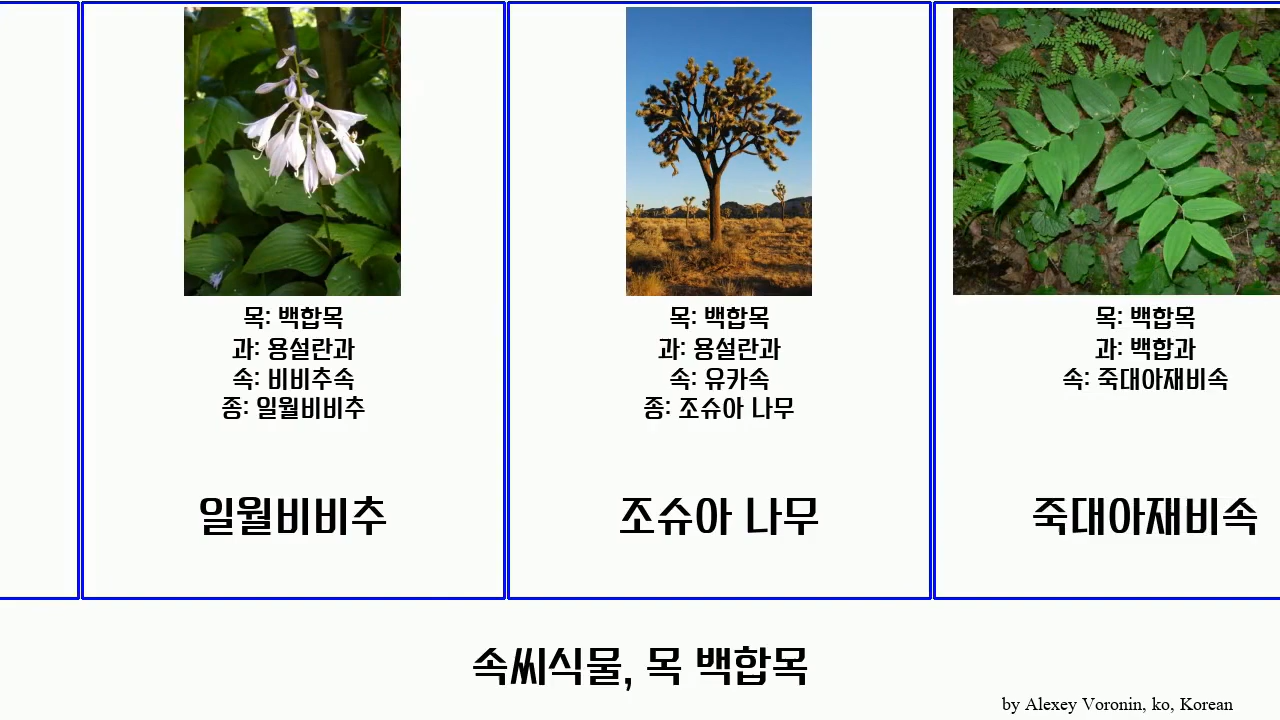 목: 백합목
과: 용설란과
속: 비비추속
종: 일월비비추
일월비비추
목: 백합목
과: 용설란과
속: 유카속
종: 조슈아 나무
조슈아 나무
목: 백합목
과: 백합과
속: 죽대아재비속
죽대아재비속
속씨식물, 목 백합목
by Alexey Voronin, ko, Korean